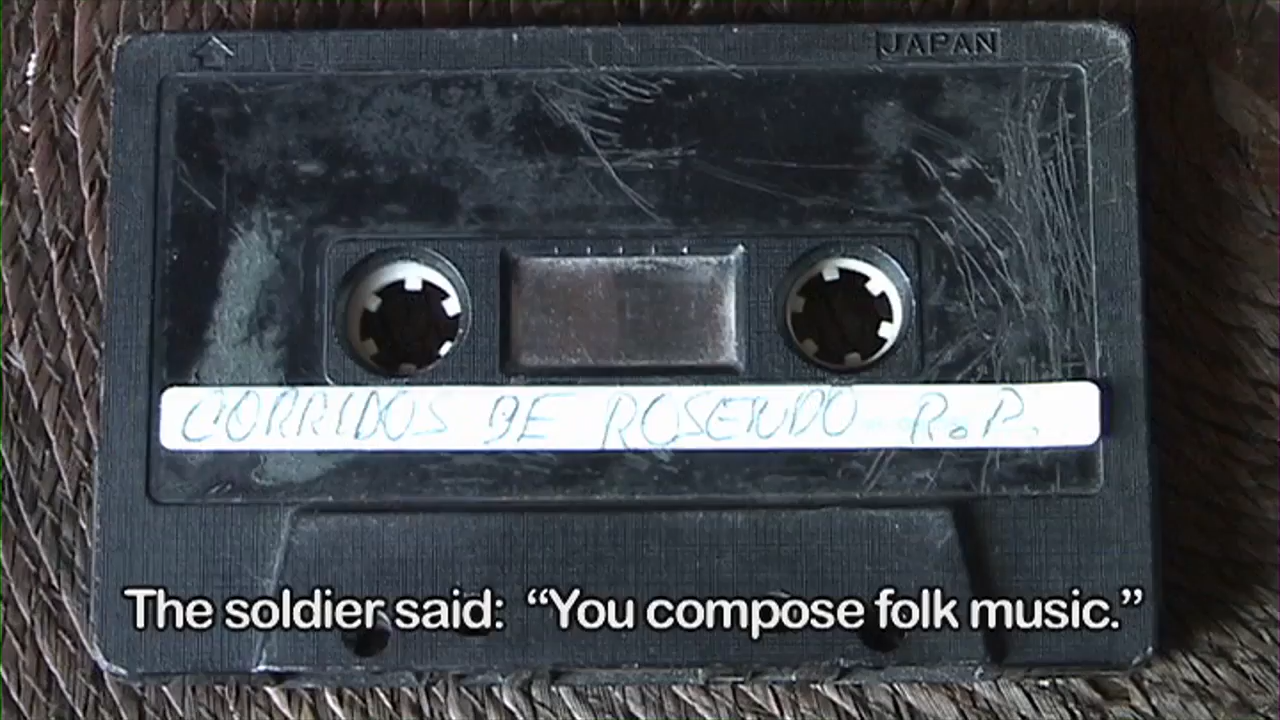 JAPAN
CORRIDOS DE ROSENDO R.P.
The soldier said: “You compose folk music.”